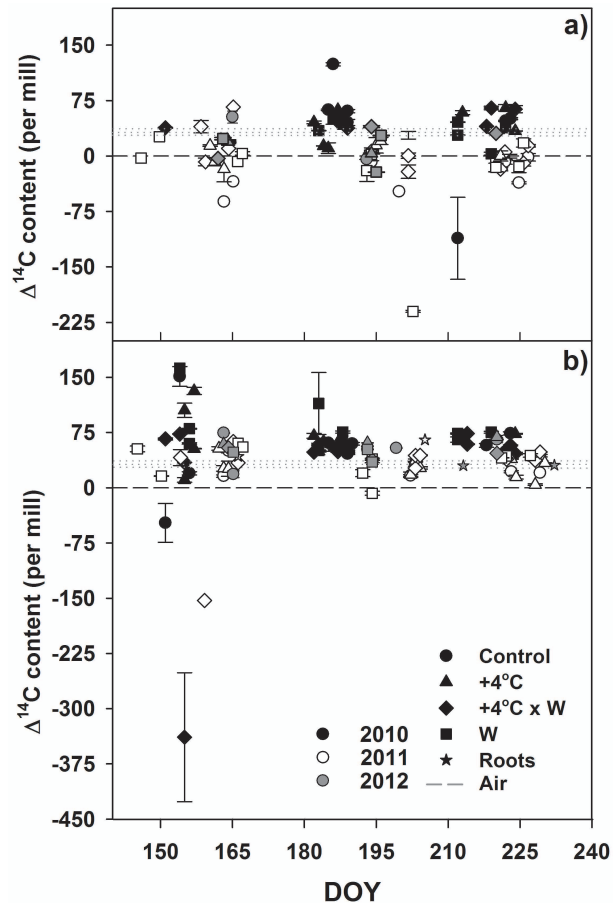 a)
150
75
0
-75
-150
-225
Δ14C content (per mill)
b)
150
75
0
-75
-150
-225
-300
-375
-450
Δ14C content (per mill)
Control
+4°C
+4°C x W
W
Roots
Air
2010
2011
2012
150 165 180 195 210 225 240
DOY